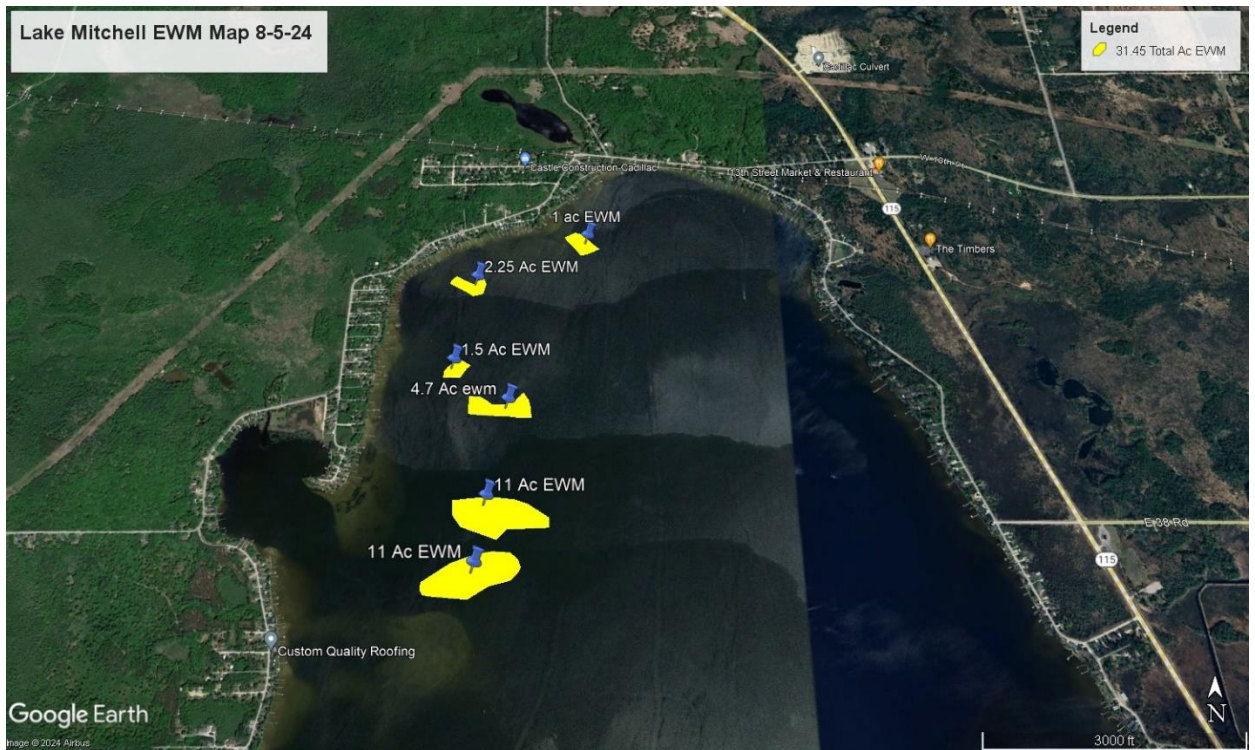 Lake Mitchell EWM Map 8-5-24
Legend
31.45 Total Ac EWM
Cadillac Culvert
Castle Construction-Cadillac
13th Street Market & Restaurant
W 13th St
115
1 ac EWM
The Timbers
2.25 Ac EWM
1.5 Ac EWM
4.7 Ac ewm
11 Ac EWM
E 38 Rd
11 Ac EWM
115
Custom Quality Roofing
Google Earth
N
Image © 2024 Airbus
3000 ft